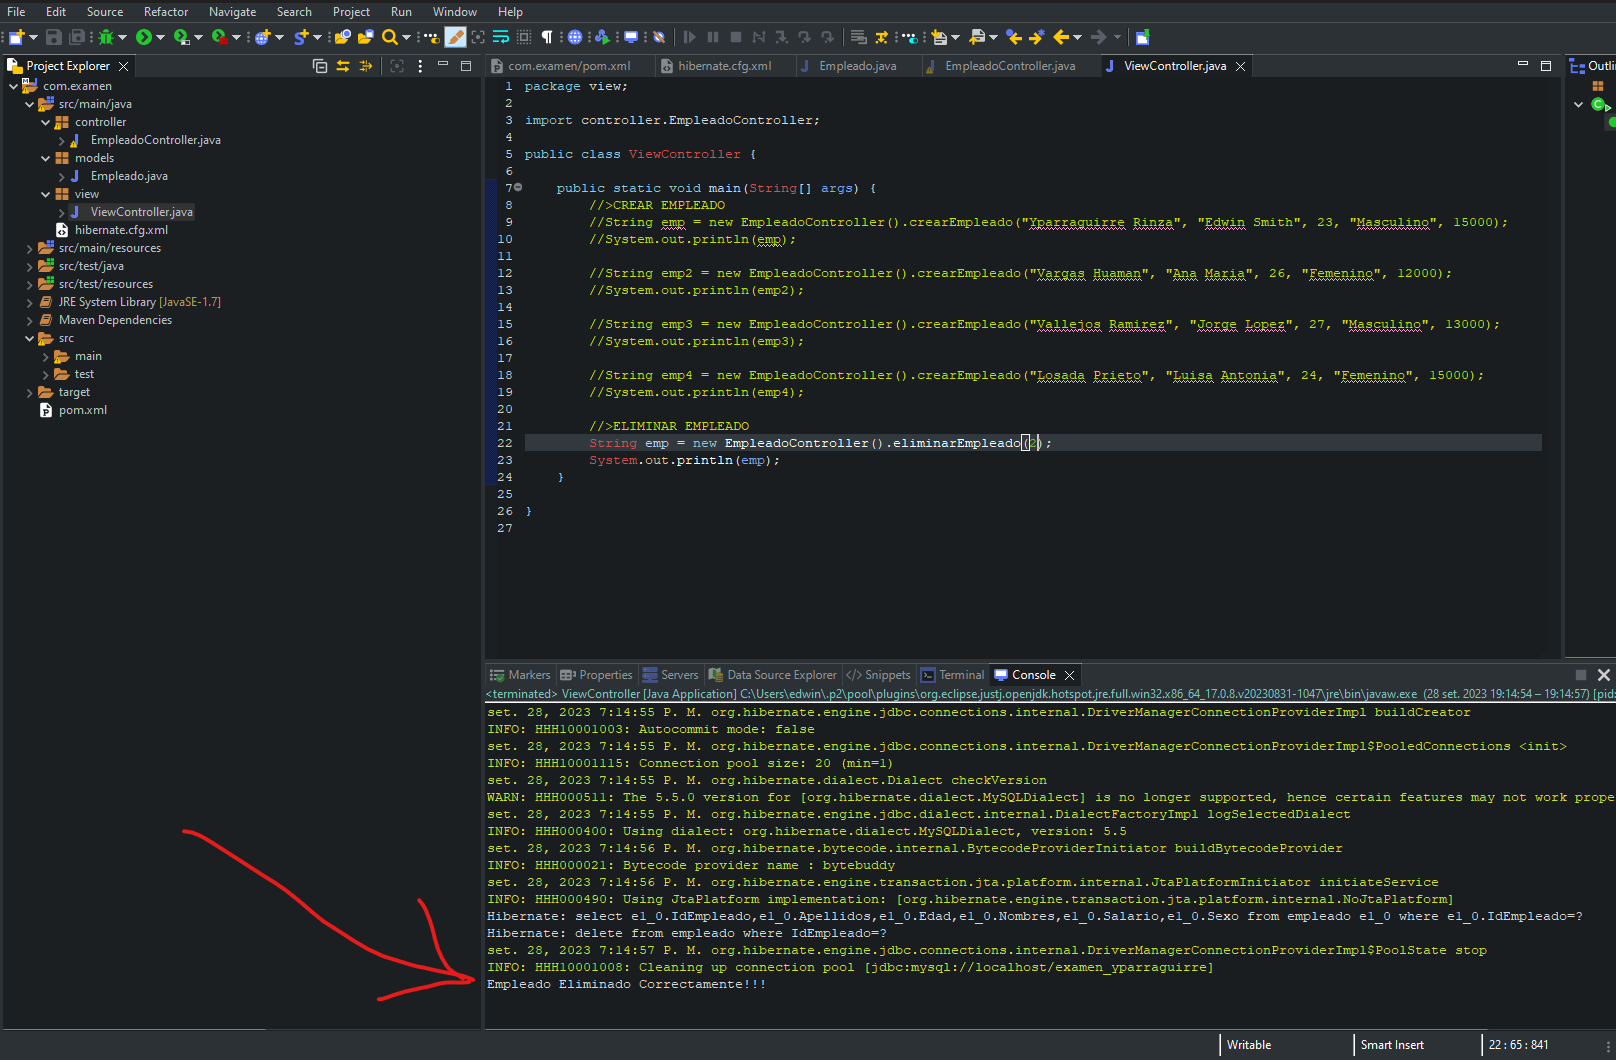 File Edit Source Refactor Navigate Search Project Run Window Help
Project Explorer
com.examen
src/main/java
controller
EmpleadoController.java
models
Empleado.java
view
ViewController.java
hibernate.cfg.xml
src/main/resources
src/test/java
src/test/resources
JRE System Library [JavaSE-1.7]
Maven Dependencies
src
main
test
target
pom.xml
com.examen/pom.xml hibernate.cfg.xml Empleado.java EmpleadoController.java ViewController.java
1 package view;
2
3 import controller.EmpleadoController;
4
5 public class ViewController {
6
7 public static void main(String[] args) {
8 //>CREAR EMPLEADO
9 //String emp = new EmpleadoController().crearEmpleado("Yparraguirre Rinza", "Edwin Smith", 23, "Masculino", 15000);
10 //System.out.println(emp);
11
12 //String emp2 = new EmpleadoController().crearEmpleado("Vargas Huaman", "Ana Maria", 26, "Femenino", 12000);
13 //System.out.println(emp2);
14
15 //String emp3 = new EmpleadoController().crearEmpleado("Vallejos Ramirez", "Jorge Lopez", 27, "Masculino", 13000);
16 //System.out.println(emp3);
17
18 //String emp4 = new EmpleadoController().crearEmpleado("Losada Prieto", "Luisa Antonia", 24, "Femenino", 15000);
19 //System.out.println(emp4);
20
21 //>ELIMINAR EMPLEADO
22 String emp = new EmpleadoController().eliminarEmpleado(2);
23 System.out.println(emp);
24 }
25
26 }
27
Outli
Markers Properties Servers Data Source Explorer Snippets Terminal Console
<terminated> ViewController [Java Application] C:\Users\edwin\.p2\pool\plugins\org.eclipse.justj.openjdk.hotspot.jre.full.win32.x86_64_17.0.8.v20230831-1047\jre\bin\javaw.exe (28 set. 2023 19:14:54 – 19:14:57) [pid:
set. 28, 2023 7:14:55 P. M. org.hibernate.engine.jdbc.connections.internal.DriverManagerConnectionProviderImpl buildCreator
INFO: HHH10001003: Autocommit mode: false
set. 28, 2023 7:14:55 P. M. org.hibernate.engine.jdbc.connections.internal.DriverManagerConnectionProviderImpl$PooledConnections <init>
INFO: HHH10001115: Connection pool size: 20 (min=1)
set. 28, 2023 7:14:55 P. M. org.hibernate.dialect.Dialect checkVersion
WARN: HHH000511: The 5.5.0 version for [org.hibernate.dialect.MySQLDialect] is no longer supported, hence certain features may not work prope
set. 28, 2023 7:14:55 P. M. org.hibernate.engine.jdbc.dialect.internal.DialectFactoryImpl logSelectedDialect
INFO: HHH000400: Using dialect: org.hibernate.dialect.MySQLDialect, version: 5.5
set. 28, 2023 7:14:56 P. M. org.hibernate.bytecode.internal.BytecodeProviderInitiator buildBytecodeProvider
INFO: HHH000021: Bytecode provider name : bytebuddy
set. 28, 2023 7:14:56 P. M. org.hibernate.engine.transaction.jta.platform.internal.JtaPlatformInitiator initiateService
INFO: HHH000490: Using JtaPlatform implementation: [org.hibernate.engine.transaction.jta.platform.internal.NoJtaPlatform]
Hibernate: select e1_0.IdEmpleado,e1_0.Apellidos,e1_0.Edad,e1_0.Nombres,e1_0.Salario,e1_0.Sexo from empleado e1_0 where e1_0.IdEmpleado=?
Hibernate: delete from empleado where IdEmpleado=?
set. 28, 2023 7:14:57 P. M. org.hibernate.engine.jdbc.connections.internal.DriverManagerConnectionProviderImpl$PoolState stop
INFO: HHH10001008: Cleaning up connection pool [jdbc:mysql://localhost/examen_yparraguirre]
Empleado Eliminado Correctamente!!!
Writable Smart Insert 22 : 65 : 841